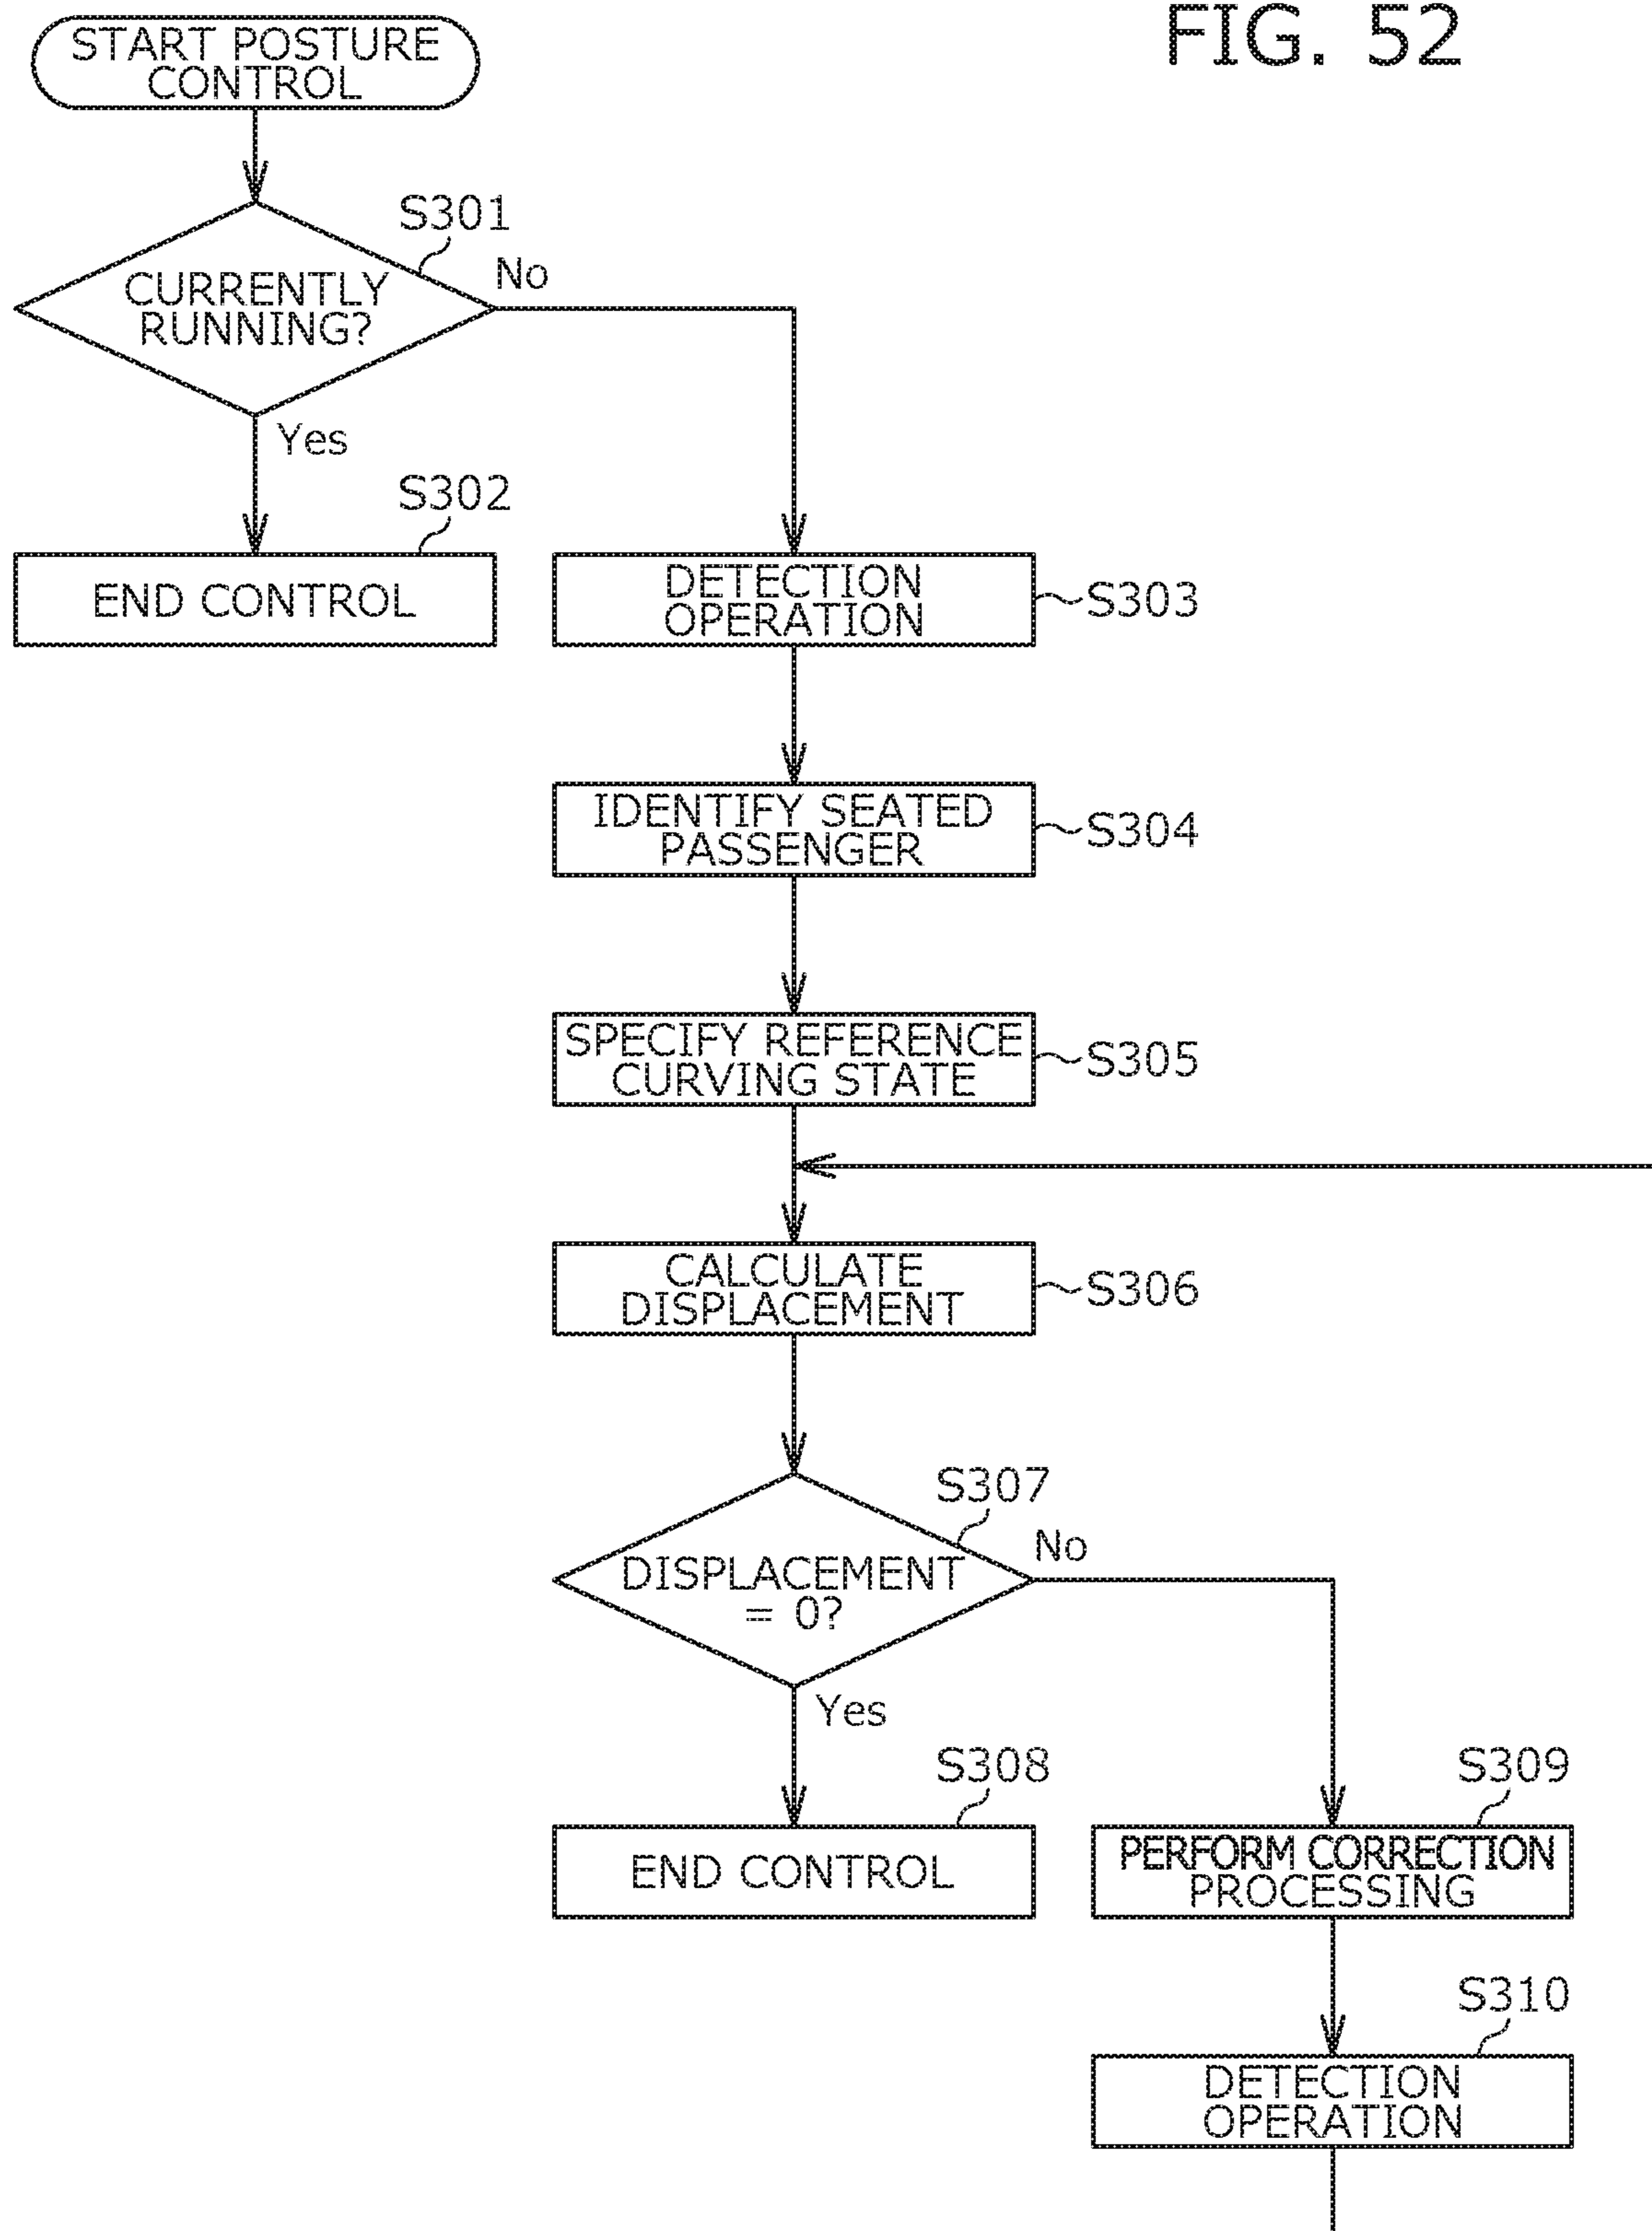 FIG. 52
START POSTURE
CONTROL
S301
CURRENTLY
RUNNING?
No
Yes
S302
END CONTROL
DETECTION
OPERATION
S303
IDENTIFY SEATED
PASSENGER
S304
SPECIFY REFERENCE
CURVING STATE
S305
CALCULATE
DISPLACEMENT
S306
S307
DISPLACEMENT
= 0?
No
Yes
S308
END CONTROL
S309
PERFORM CORRECTION
PROCESSING
S310
DETECTION
OPERATION